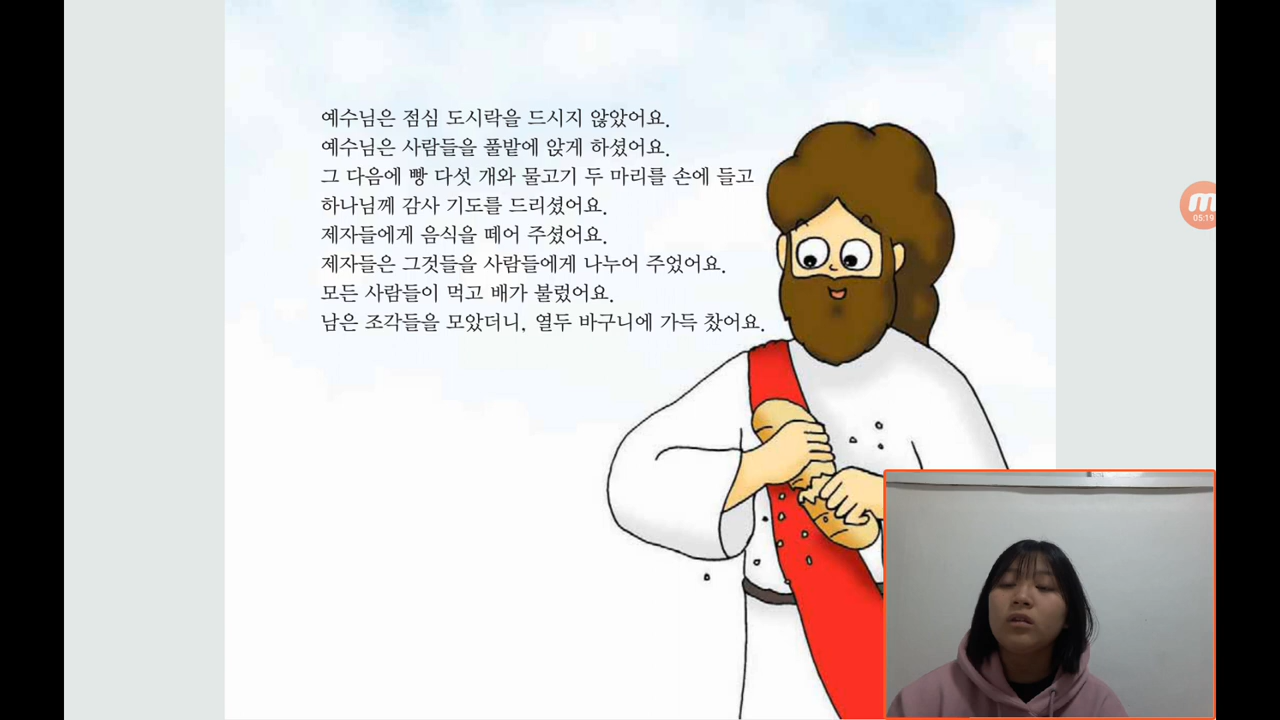 예수님은 점심 도시락을 드시지 않았어요.
예수님은 사람들을 풀밭에 앉게 하셨어요.
그 다음에 빵 다섯 개와 물고기 두 마리를 손에 들고
하나님께 감사 기도를 드리셨어요.
제자들에게 음식을 떼어 주셨어요.
제자들은 그것들을 사람들에게 나누어 주었어요.
모든 사람들이 먹고 배가 불렀어요.
남은 조각들을 모았더니, 열두 바구니에 가득 찼어요.
m
05:19